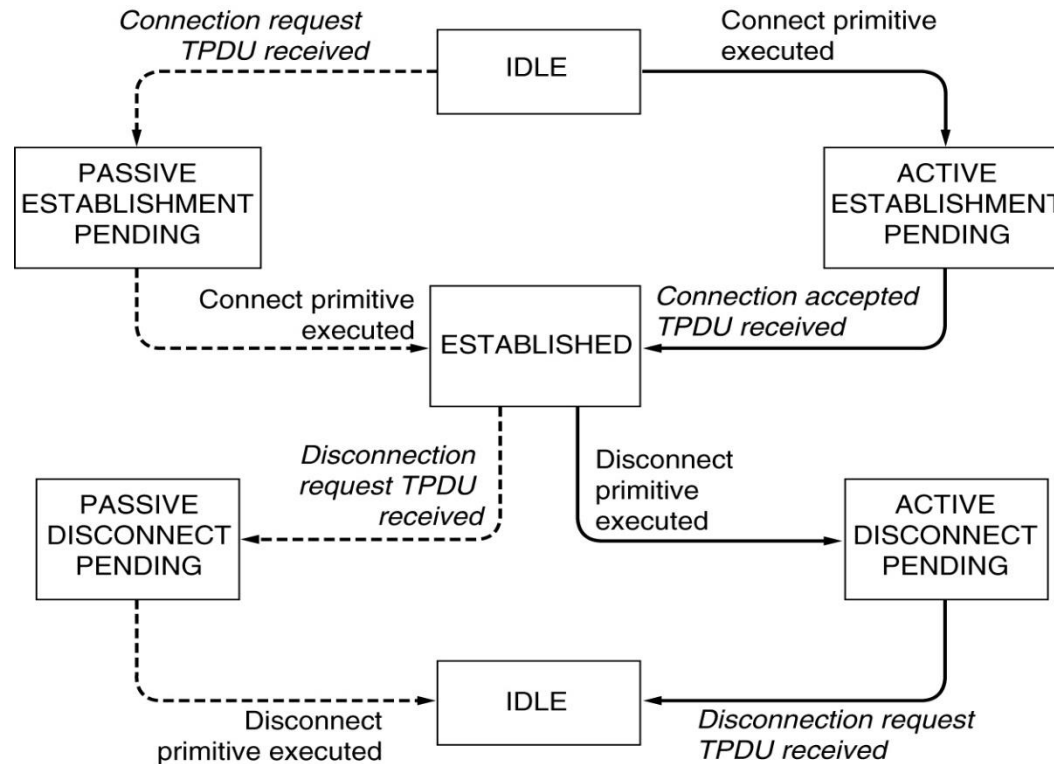 Connection request
TPDU received
IDLE
Connect primitive
executed
PASSIVE
ESTABLISHMENT
PENDING
ACTIVE
ESTABLISHMENT
PENDING
Connect primitive
executed
ESTABLISHED
Connection accepted
TPDU received
Disconnection
request TPDU
received
Disconnect
primitive
executed
PASSIVE
DISCONNECT
PENDING
ACTIVE
DISCONNECT
PENDING
Disconnect
primitive executed
IDLE
Disconnection request
TPDU received